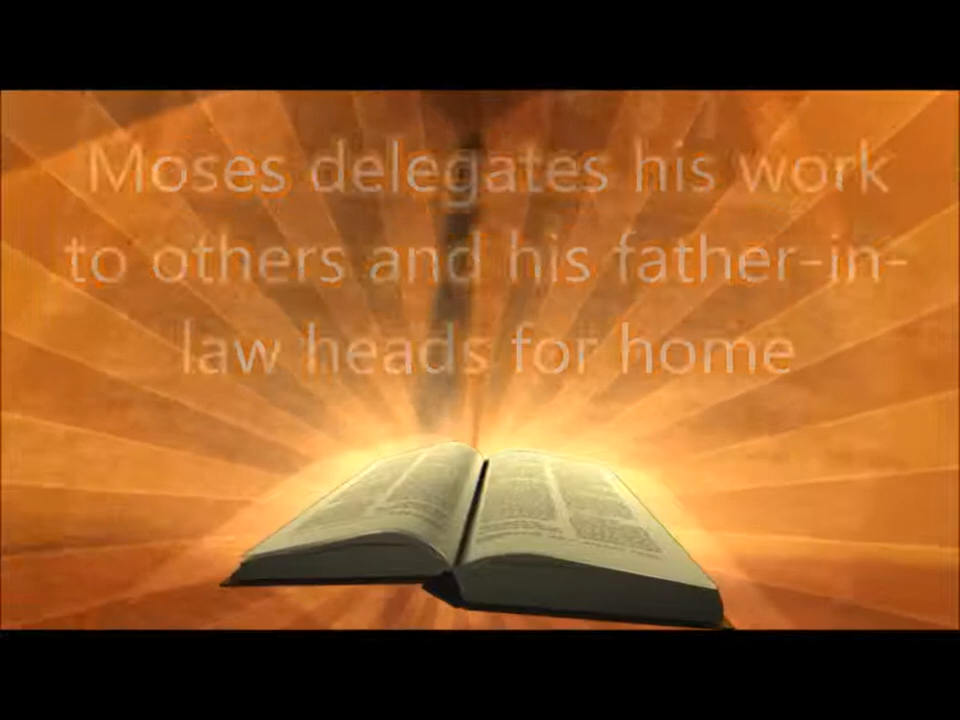 Moses delegates his work
to others and his father-in-
law heads for home